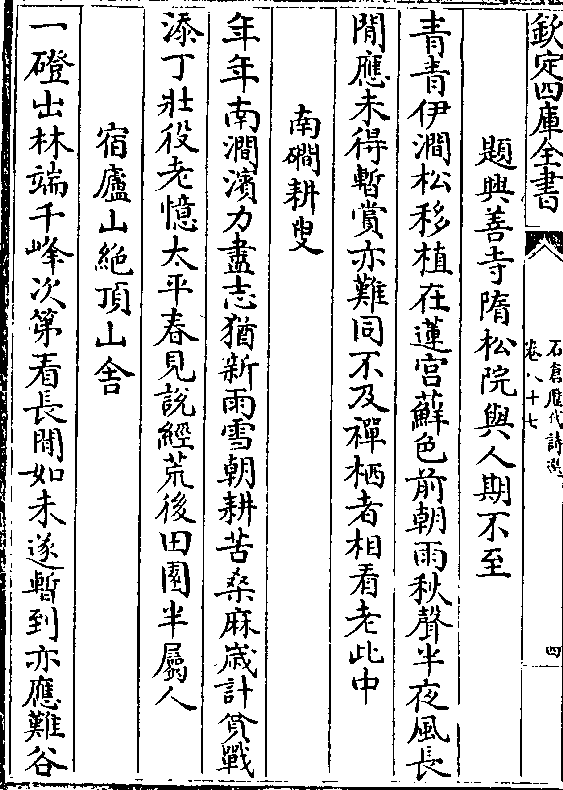 欽定四庫全書
石倉歷代詩選
卷八十七
四
題興善寺隋松院與人期不至
青青伊澗松移植在蓮宮蘚色前朝雨秋聲半夜風長
閒應未得暫賞亦難同不及禪栖者相看老此中
南磵耕叟
年年南澗濱力盡志猶新雨雪朝耕苦桑麻歲計貧戰
添丁壯役老憶太平春見說經荒後田園半屬人
宿廬山絶頂山舍
一磴出林端千峰次第看長閒如未遂暫到亦應難谷